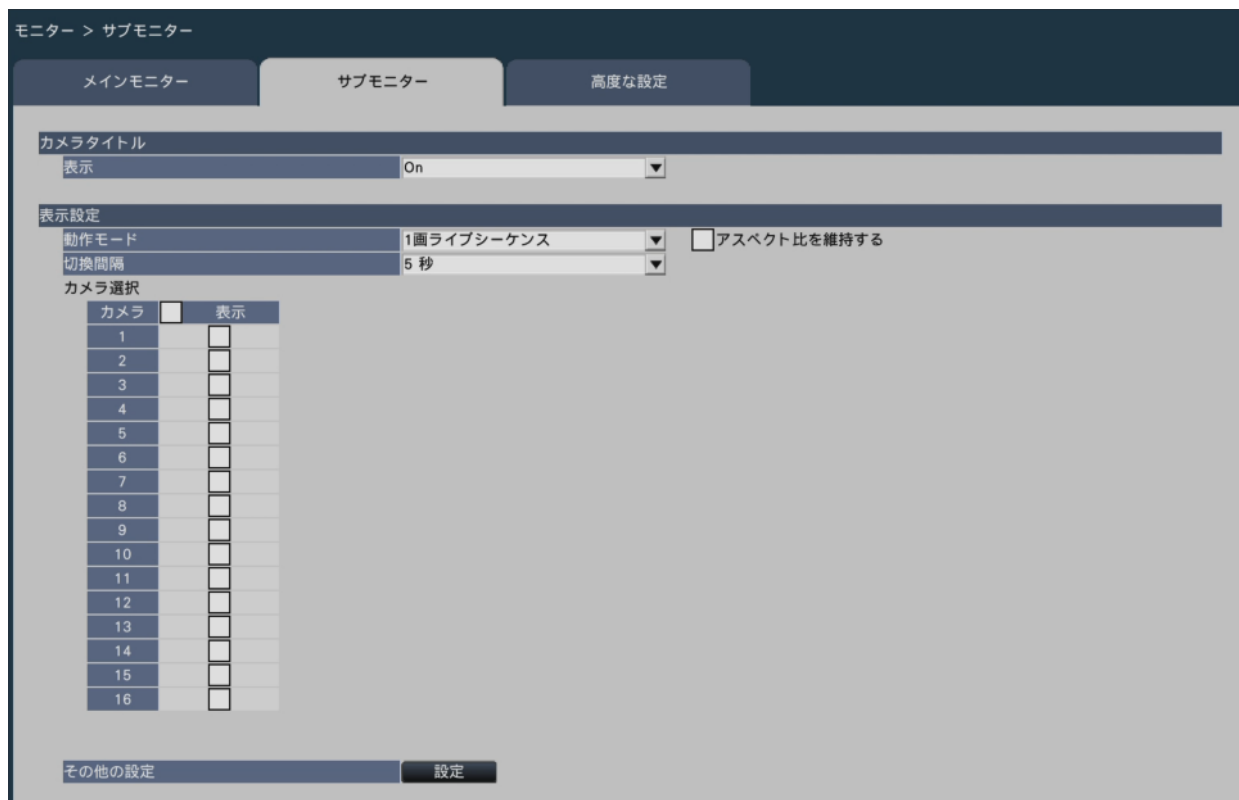 モニター > サブモニター
メインモニター サブモニター 高度な設定
カメラタイトル
表示 On
表示設定
動作モード 1画ライブシーケンス アスペクト比を維持する
切換間隔 5 秒
カメラ選択
カメラ 表示
1
2
3
4
5
6
7
8
9
10
11
12
13
14
15
16
その他の設定 設定